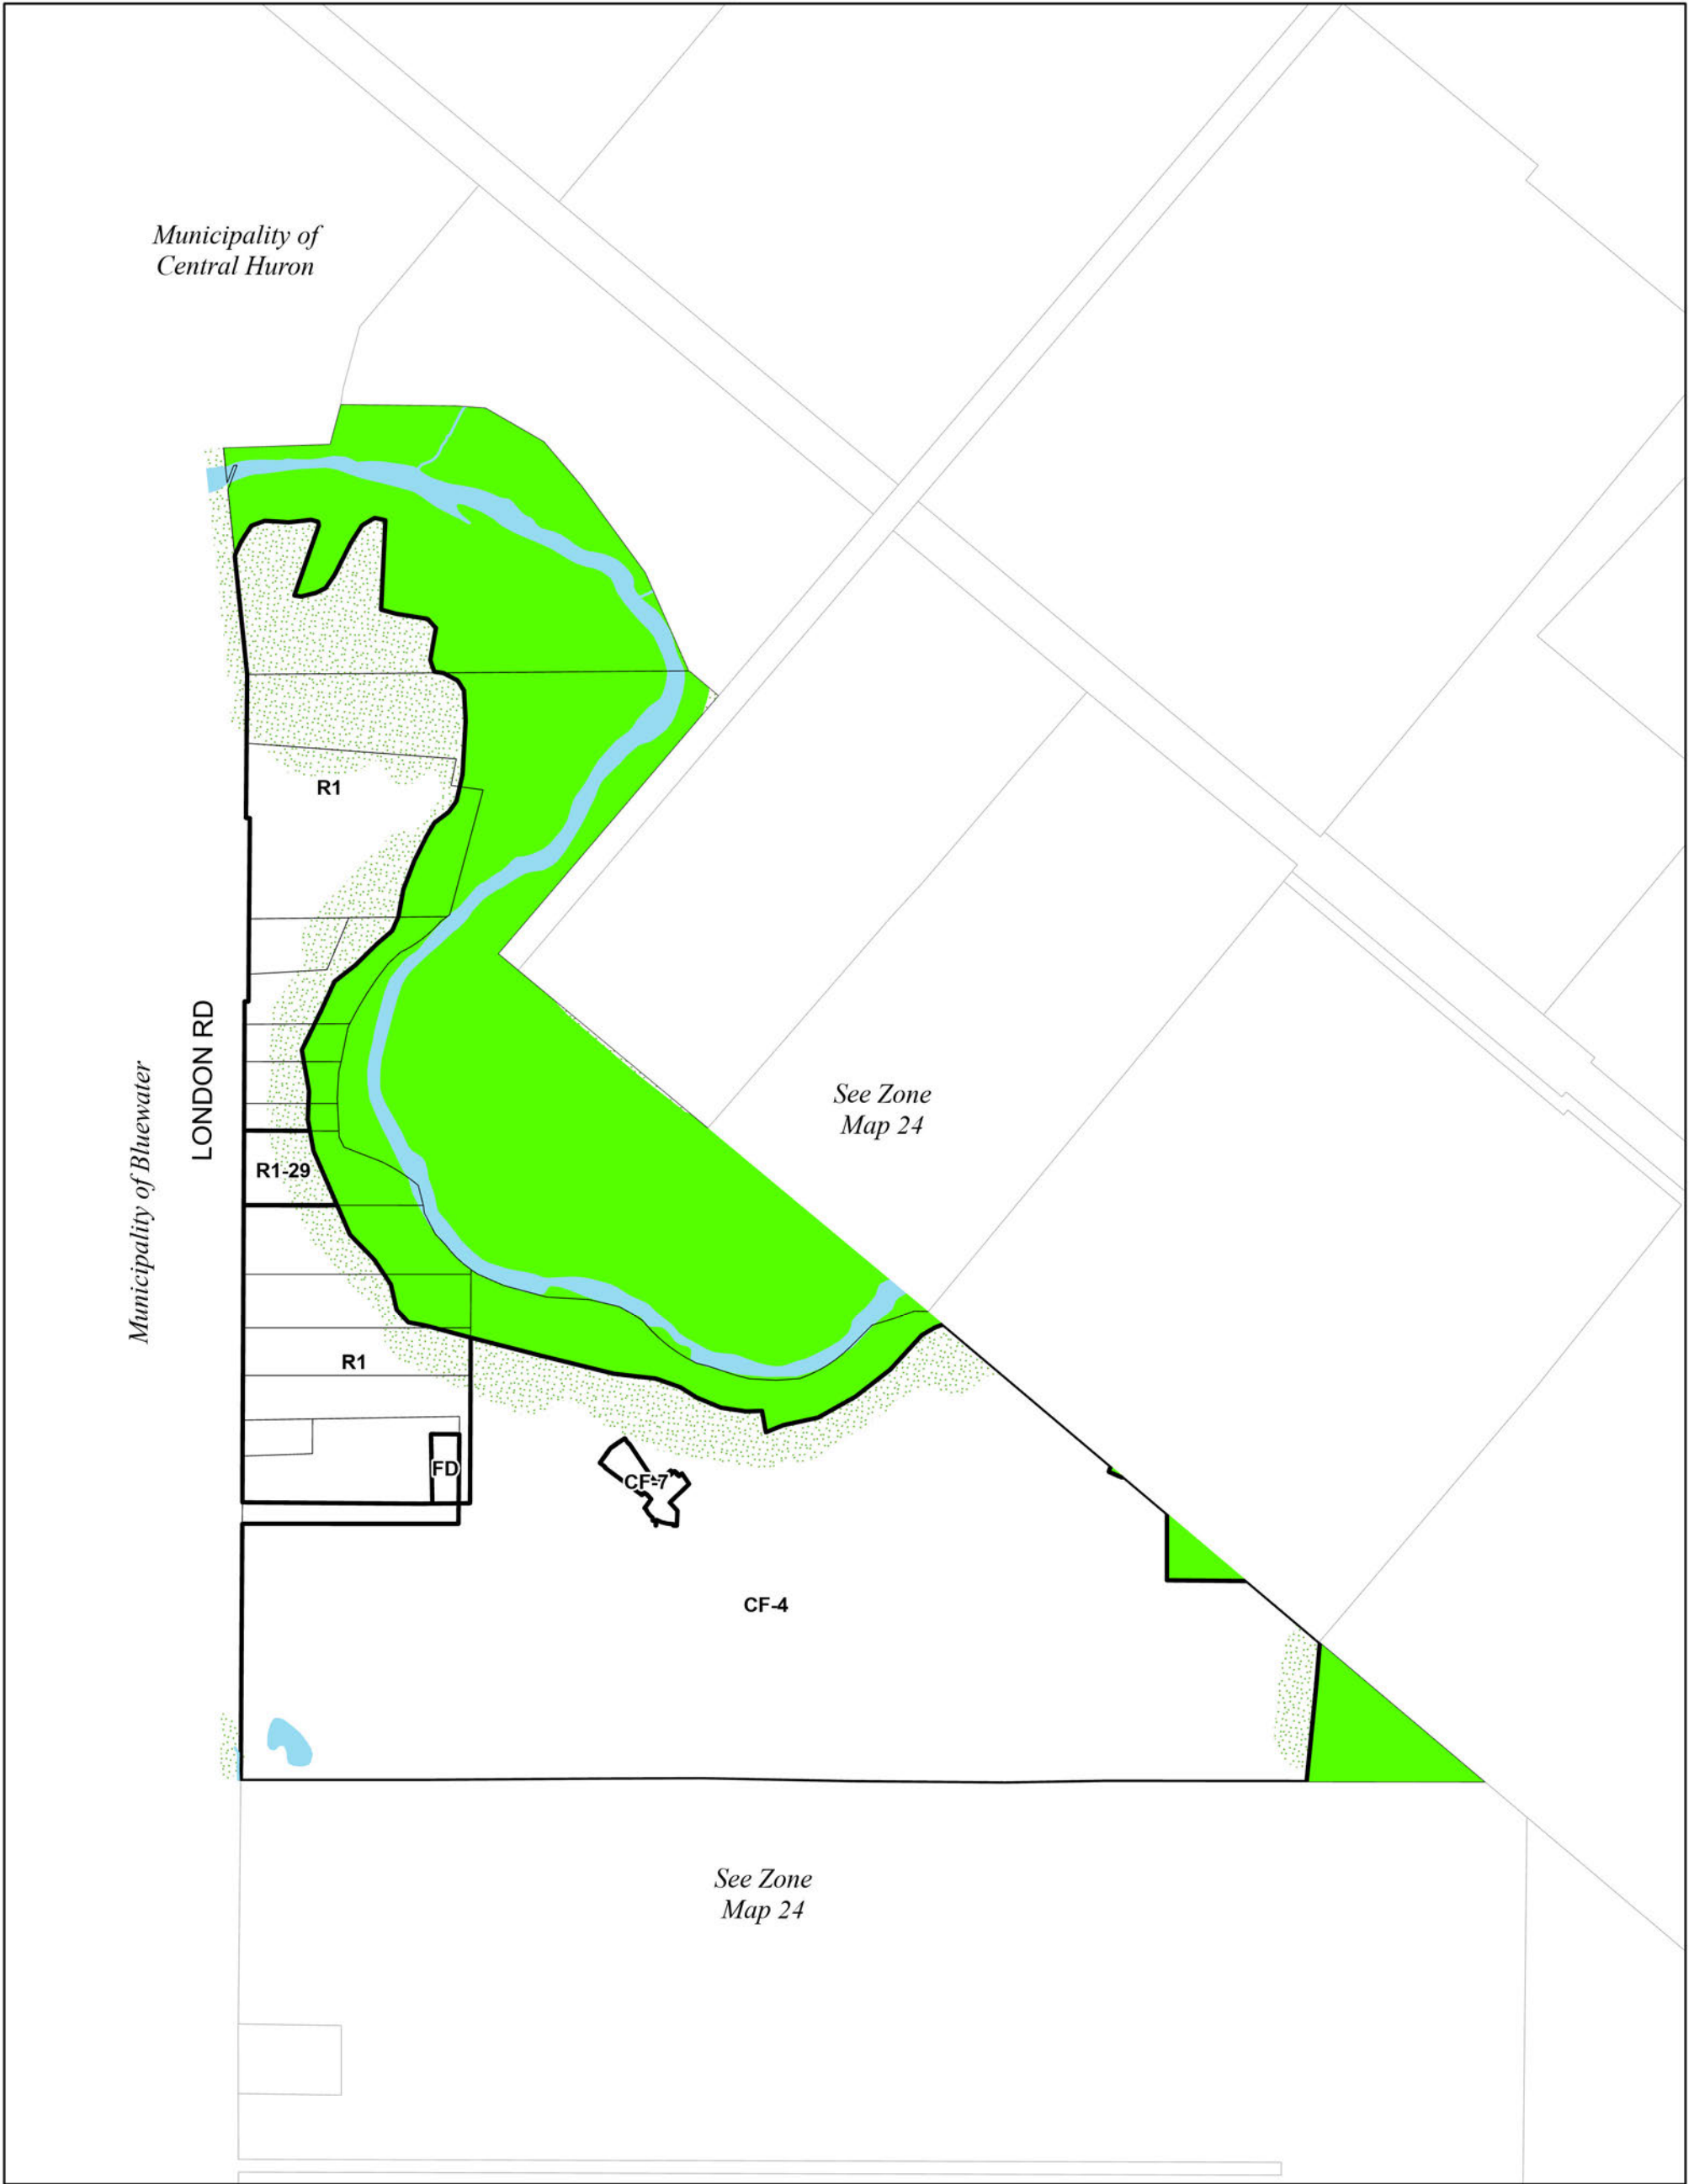 Municipality of
Central Huron
R1
LONDON RD
Municipality of Bluewater
See Zone
Map 24
R1-29
R1
FD
CF-7
CF-4
See Zone
Map 24